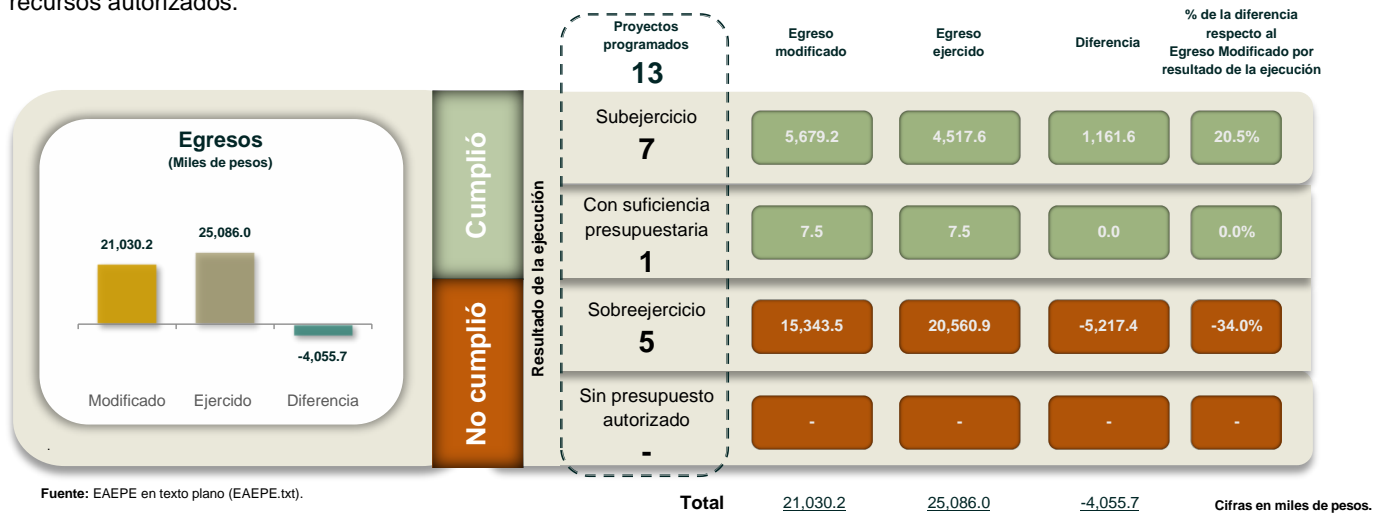 recursos autorizados.
Proyectos
programados
13
Egreso
modificado
Egreso
ejercido
Diferencia
% de la diferencia
respecto al
Egreso Modificado por
resultado de la ejecución
Egresos
(Miles de pesos)
21,030.2
25,086.0
-4,055.7
Modificado
Ejercido
Diferencia
.
Cumplió
No cumplió
Resultado de la ejecución
Subejercicio
7
5,679.2
4,517.6
1,161.6
20.5%
Con suficiencia
presupuestaria
1
7.5
7.5
0.0
0.0%
Sobreejercicio
5
15,343.5
20,560.9
-5,217.4
-34.0%
Sin presupuesto
autorizado
-
-
-
-
-
Fuente: EAEPE en texto plano (EAEPE.txt).
Total
21,030.2
25,086.0
-4,055.7
Cifras en miles de pesos.